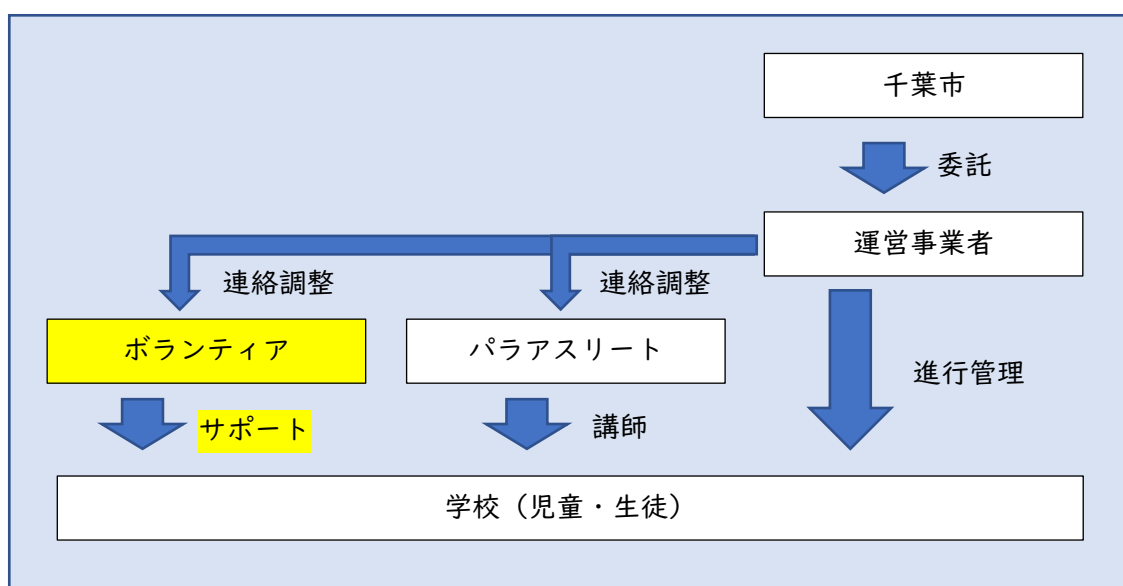 千葉市
委託
運営事業者
連絡調整
連絡調整
ボランティア
パラアスリート
進行管理
サポート
講師
学校（児童・生徒）